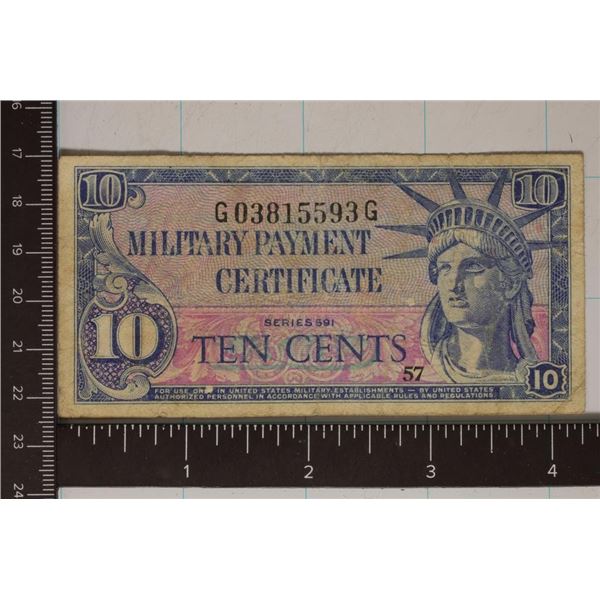 10 10
G03815593G
MILITARY PAYMENT
CERTIFICATE
SERIES 591
10 TEN CENTS
57
10
FOR USE ONLY IN UNITED STATES MILITARY ESTABLISHMENTS — BY UNITED STATES
AUTHORIZED PERSONNEL IN ACCORDANCE WITH APPLICABLE RULES AND REGULATIONS.
1 2 3 4
16
17
18
19
20
21
22
23
24